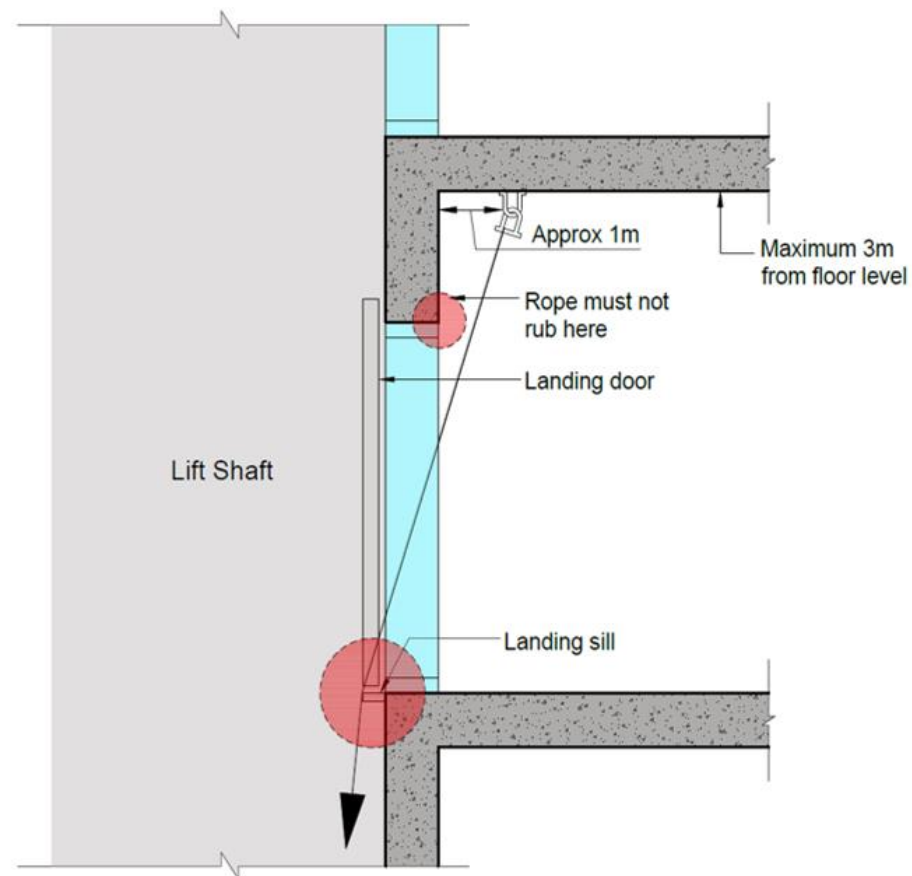 Approx 1m
Maximum 3m
from floor level
Rope must not
rub here
Landing door
Lift Shaft
Landing sill